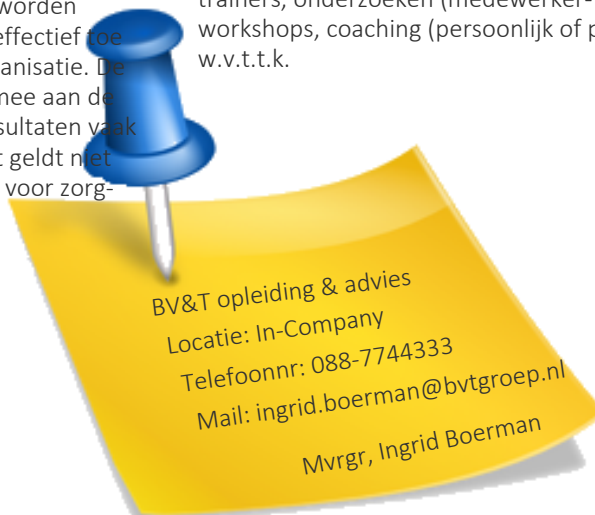 worden
effectief toe
anisatie. De
mee aan de
sultaten vaak
t geldt niet
voor zorg-
trainers, onderzoeken (medewerker-
workshops, coaching (persoonlijk of p
w.v.t.t.k.
BV&T opleiding & advies
Locatie: In-Company
Telefoonnr: 088-7744333
Mail: ingrid.boerman@bvtgroep.nl
Mvrgr, Ingrid Boerman